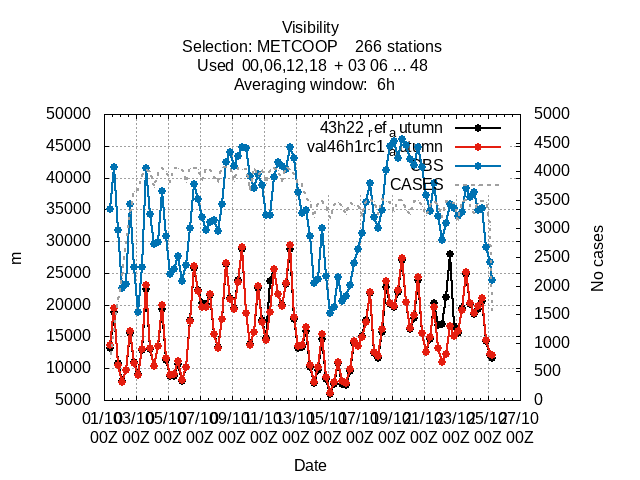 Visibility
Selection: METCOOP 266 stations
Used 00,06,12,18 + 03 06 ... 48
Averaging window: 6h
50000 5000
43h22_ref_autumn
45000 4500
val46h1rc1_autumn
OBS
40000 4000
CASES
35000 3500
30000 3000
25000 2500
20000 2000
15000 1500
10000 1000
5000 500
0
m
No cases
01/10 03/10 05/10 07/10 09/10 11/10 13/10 15/10 17/10 19/10 21/10 23/10 25/10 27/10
00Z 00Z 00Z 00Z 00Z 00Z 00Z 00Z 00Z 00Z 00Z 00Z 00Z 00Z
Date